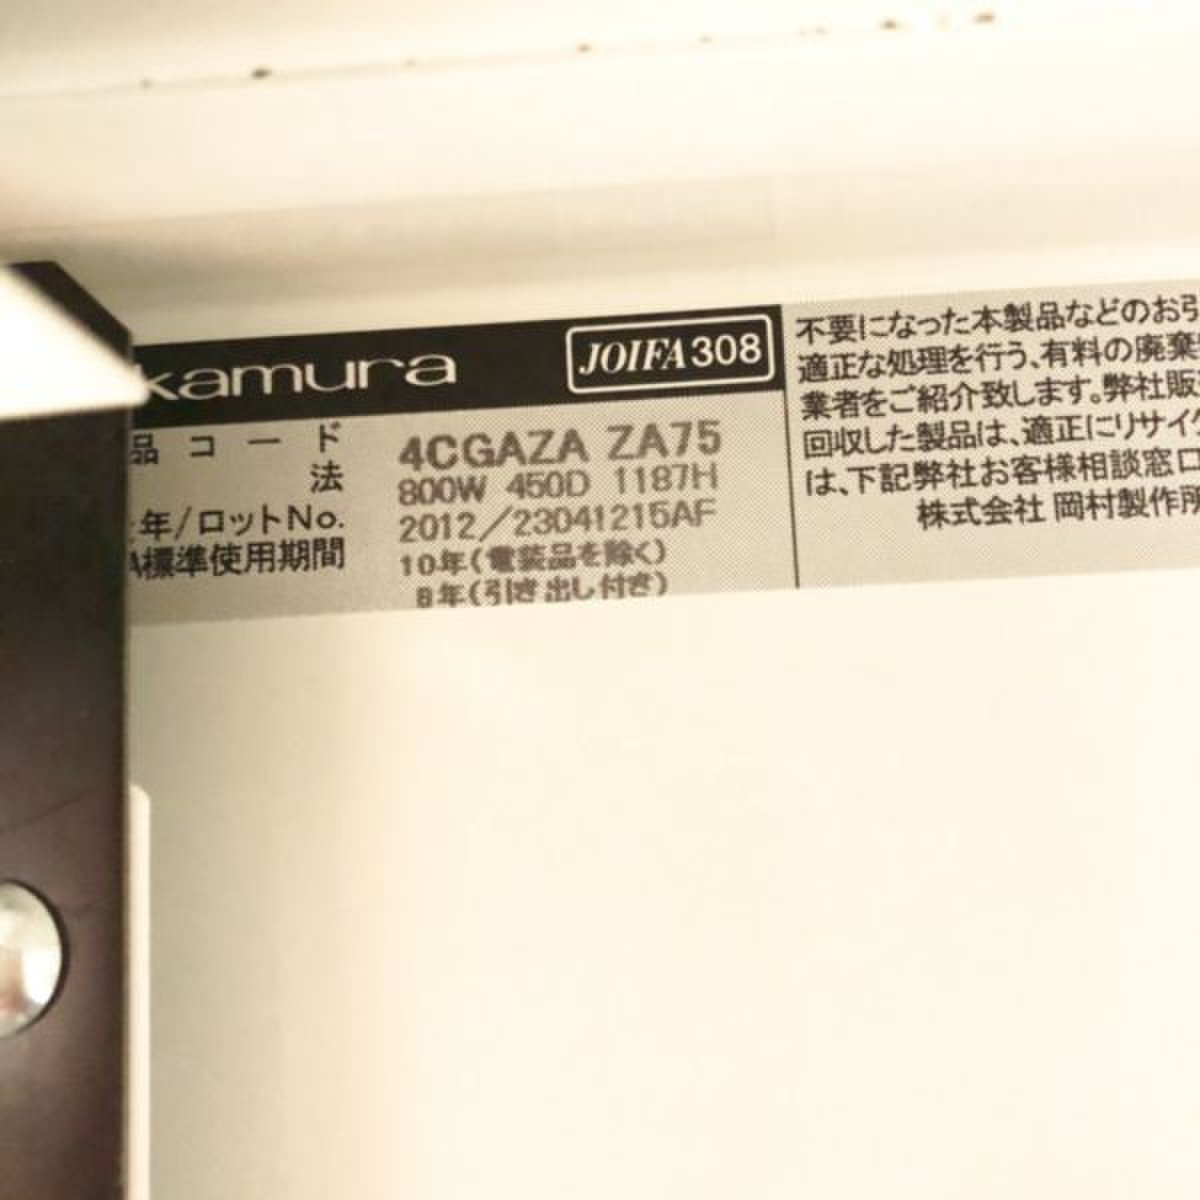 kamura JOIFA308
品コード 4CGAZA ZA75
法 800W 450D 1187H
年/ロットNo. 2012/23041215AF
A標準使用期間 10年(電装品を除く)
8年(引き出し付き)
不要になった本製品などのお引
適正な処理を行う、有料の廃棄
業者をご紹介致します。弊社販
回収した製品は、適正にリサイク
は、下記弊社お客様相談窓口
株式会社 岡村製作所